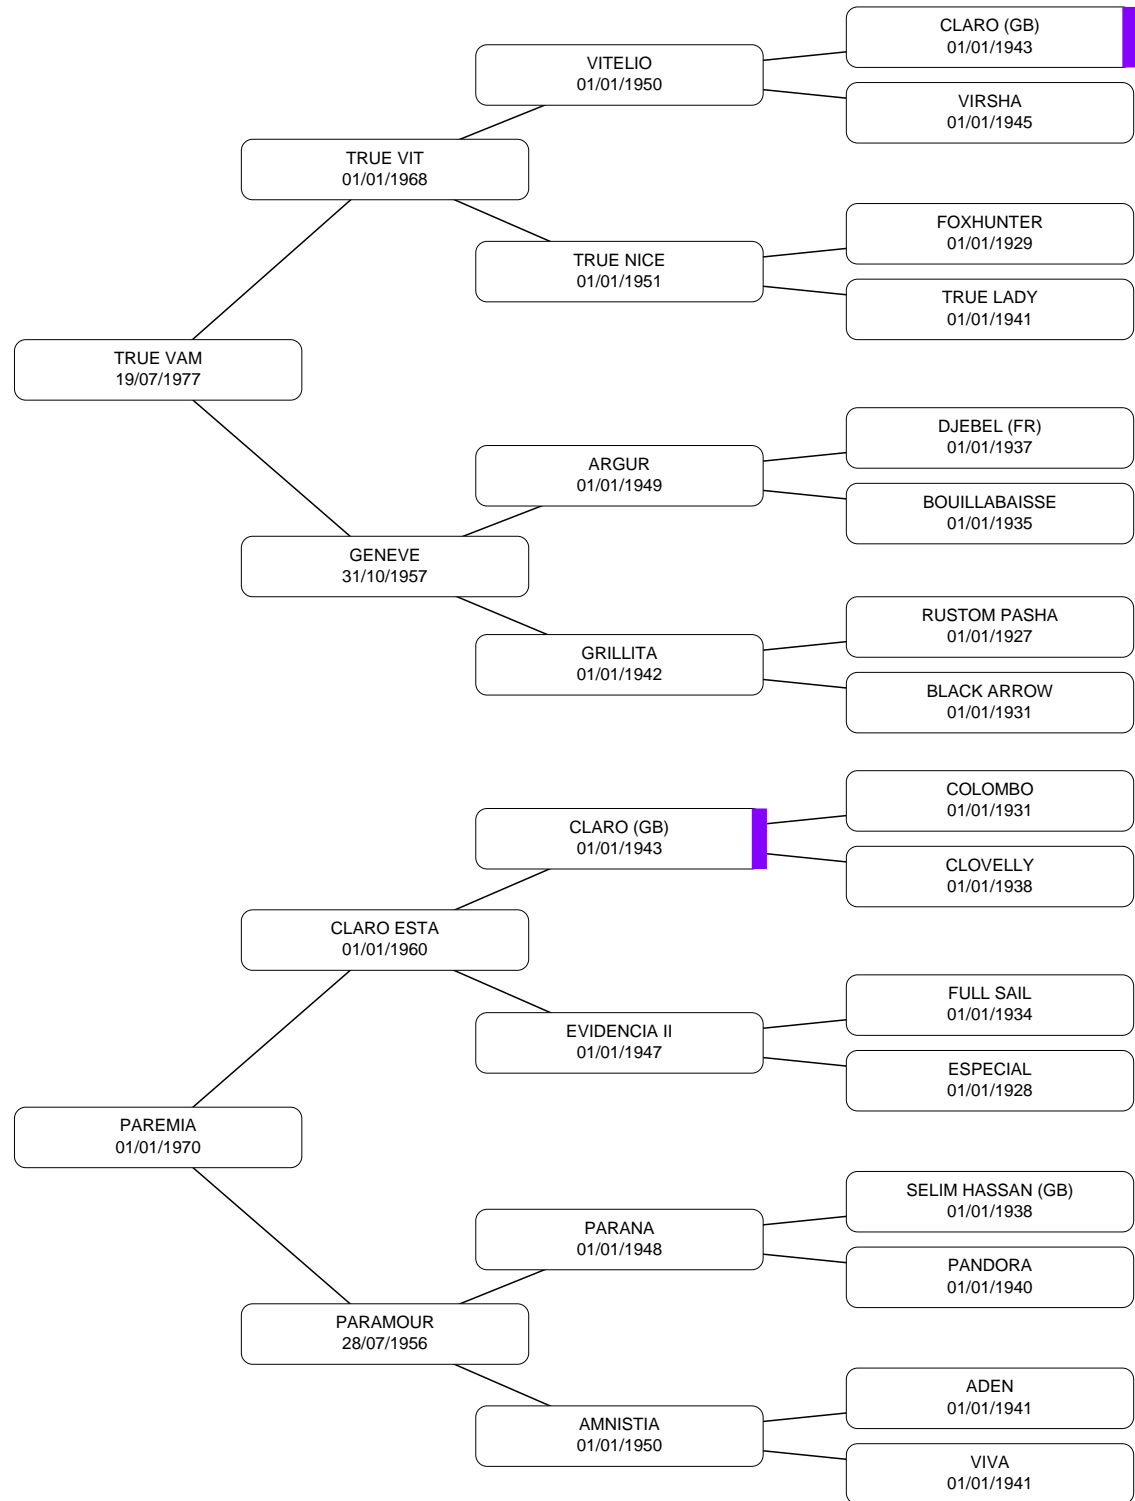 CLARO (GB)
01/01/1943
VITELIO
01/01/1950
VIRSHA
01/01/1945
TRUE VIT
01/01/1968
FOXHUNTER
01/01/1929
TRUE NICE
01/01/1951
TRUE LADY
01/01/1941
TRUE VAM
19/07/1977
DJEBEL (FR)
01/01/1937
ARGUR
01/01/1949
BOUILLABAISSE
01/01/1935
GENEVE
31/10/1957
RUSTOM PASHA
01/01/1927
GRILLITA
01/01/1942
BLACK ARROW
01/01/1931
COLOMBO
01/01/1931
CLARO (GB)
01/01/1943
CLOVELLY
01/01/1938
CLARO ESTA
01/01/1960
FULL SAIL
01/01/1934
EVIDENCIA II
01/01/1947
ESPECIAL
01/01/1928
PAREMIA
01/01/1970
SELIM HASSAN (GB)
01/01/1938
PARANA
01/01/1948
PANDORA
01/01/1940
PARAMOUR
28/07/1956
ADEN
01/01/1941
AMNISTIA
01/01/1950
VIVA
01/01/1941